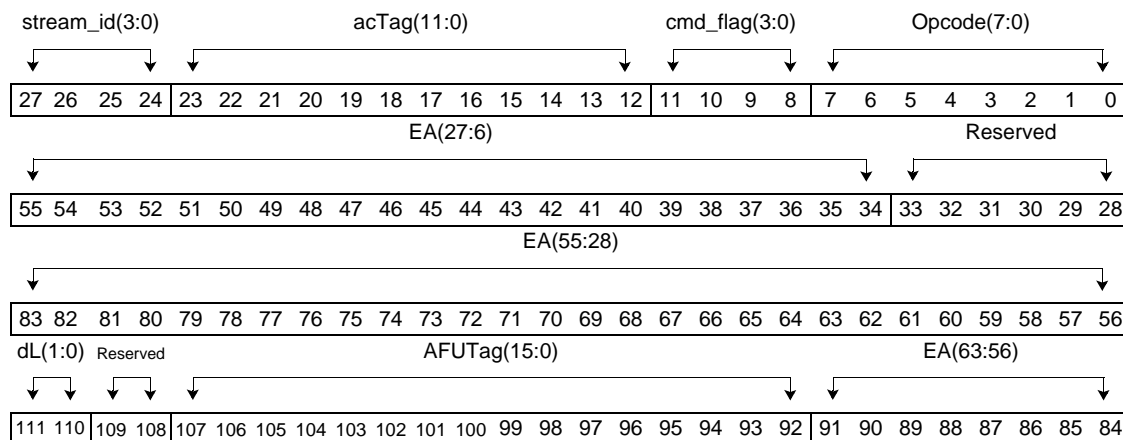 stream_id(3:0) acTag(11:0) cmd_flag(3:0) Opcode(7:0)
27 26 25 24 23 22 21 20 19 18 17 16 15 14 13 12 11 10 9 8 7 6 5 4 3 2 1 0
EA(27:6) Reserved
55 54 53 52 51 50 49 48 47 46 45 44 43 42 41 40 39 38 37 36 35 34 33 32 31 30 29 28
EA(55:28)
83 82 81 80 79 78 77 76 75 74 73 72 71 70 69 68 67 66 65 64 63 62 61 60 59 58 57 56
dL(1:0) Reserved AFUTag(15:0) EA(63:56)
111 110 109 108 107 106 105 104 103 102 101 100 99 98 97 96 95 94 93 92 91 90 89 88 87 86 85 84